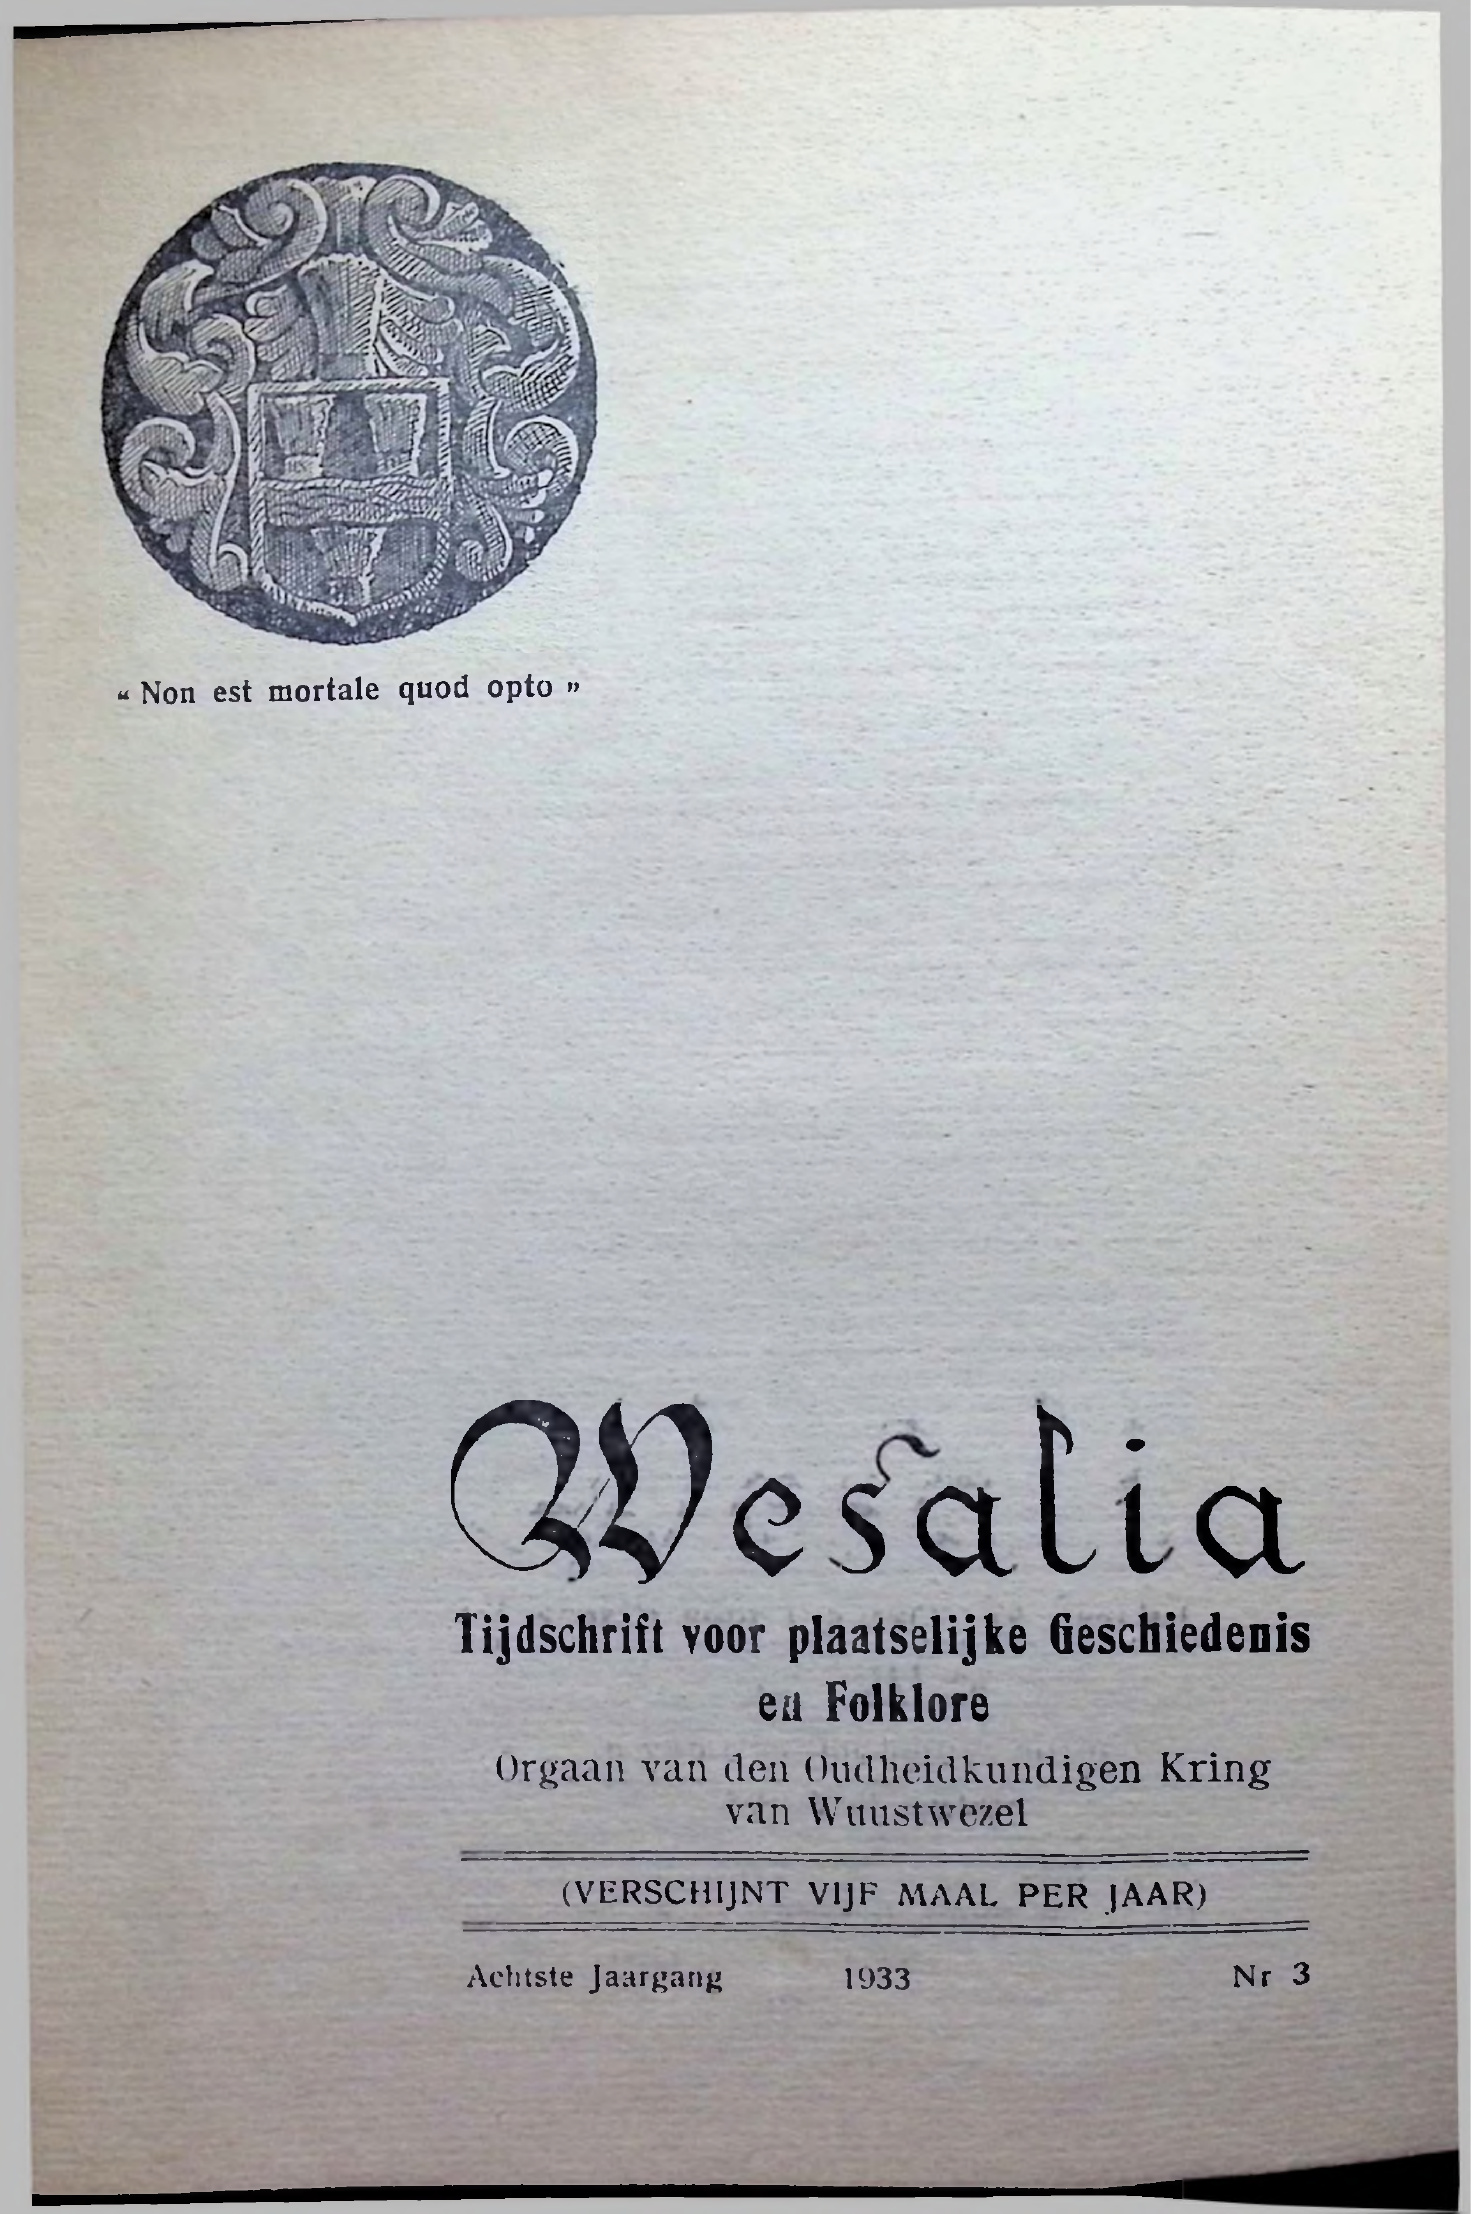 “ Non est mortale quod opto ”
Wesalia
Tijdschrift voor plaatselijke Geschiedenis
en Folklore
Orgaan van den Oudheidkundigen Kring
van Wuustwezel
(VERSCHIJNT VIJF MAAL PER JAAR)
Achtste Jaargang 1933 Nr 3